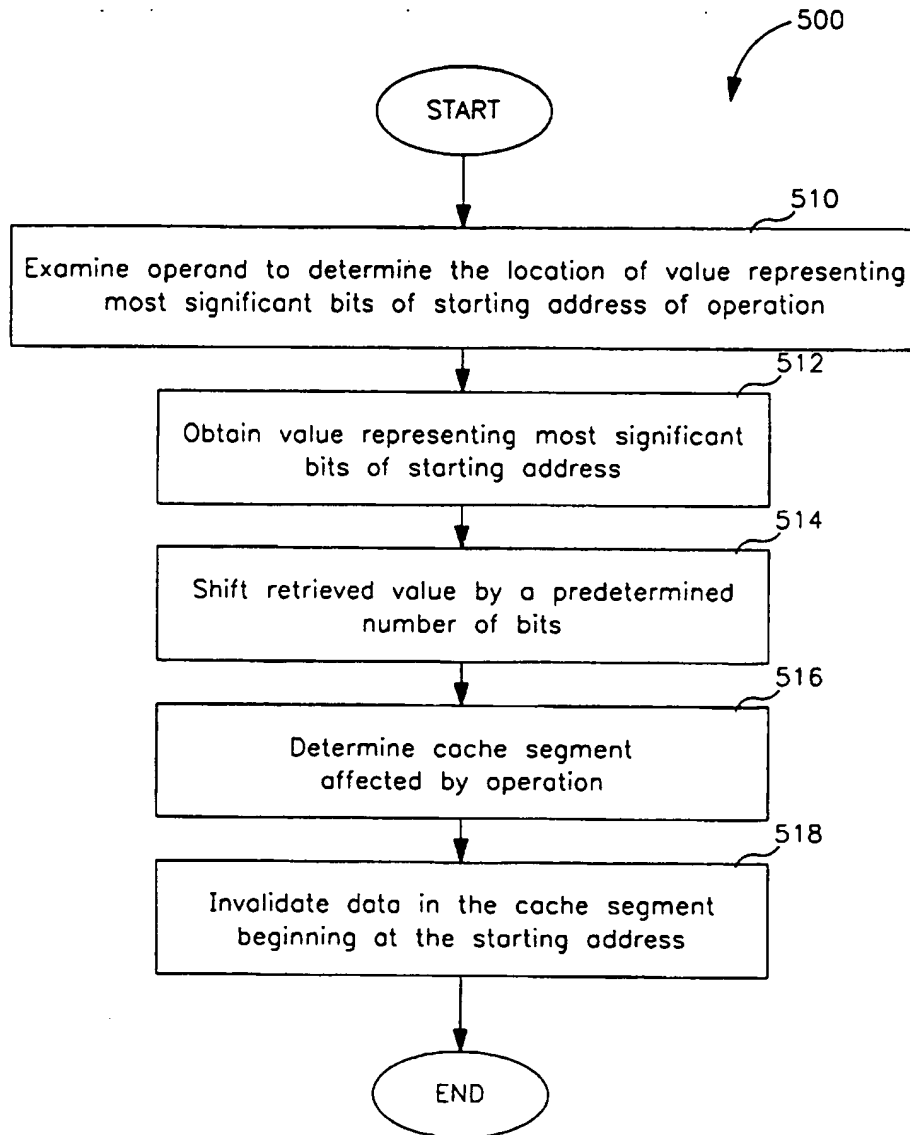 500
START
510
Examine operand to determine the location of value representing
most significant bits of starting address of operation
512
Obtain value representing most significant
bits of starting address
514
Shift retrieved value by a predetermined
number of bits
516
Determine cache segment
affected by operation
518
Invalidate data in the cache segment
beginning at the starting address
END